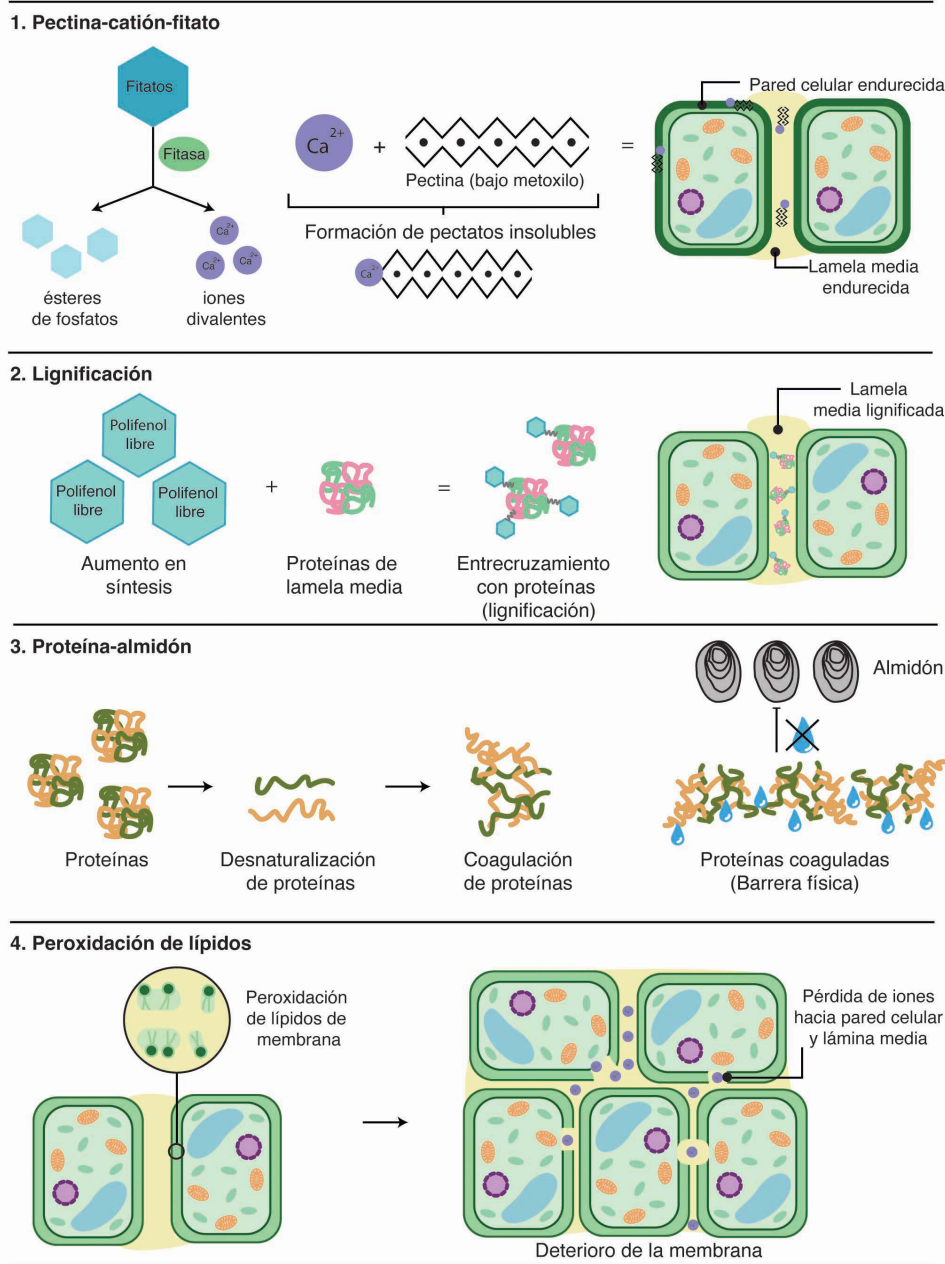 1. Pectina-catión-fitato
Fitatos
Fitasa
ésteres
de fosfatos
Ca2+
Ca2+
Ca2+
iones
divalentes
Ca 2+
+
Pectina (bajo metoxilo)
Formación de pectatos insolubles
Ca2+
=
Pared celular endurecida
Lamela media
endurecida
2. Lignificación
Polifenol
libre
Polifenol
libre
Polifenol
libre
Aumento en
síntesis
+
Proteínas de
lamela media
=
Entrecruzamiento
con proteínas
(lignificación)
Lamela
media lignificada
3. Proteína-almidón
Proteínas
Desnaturalización
de proteínas
Coagulación
de proteínas
Almidón
Proteínas coaguladas
(Barrera física)
4. Peroxidación de lípidos
Peroxidación
de lípidos de
membrana
Pérdida de iones
hacia pared celular
y lámina media
Deterioro de la membrana